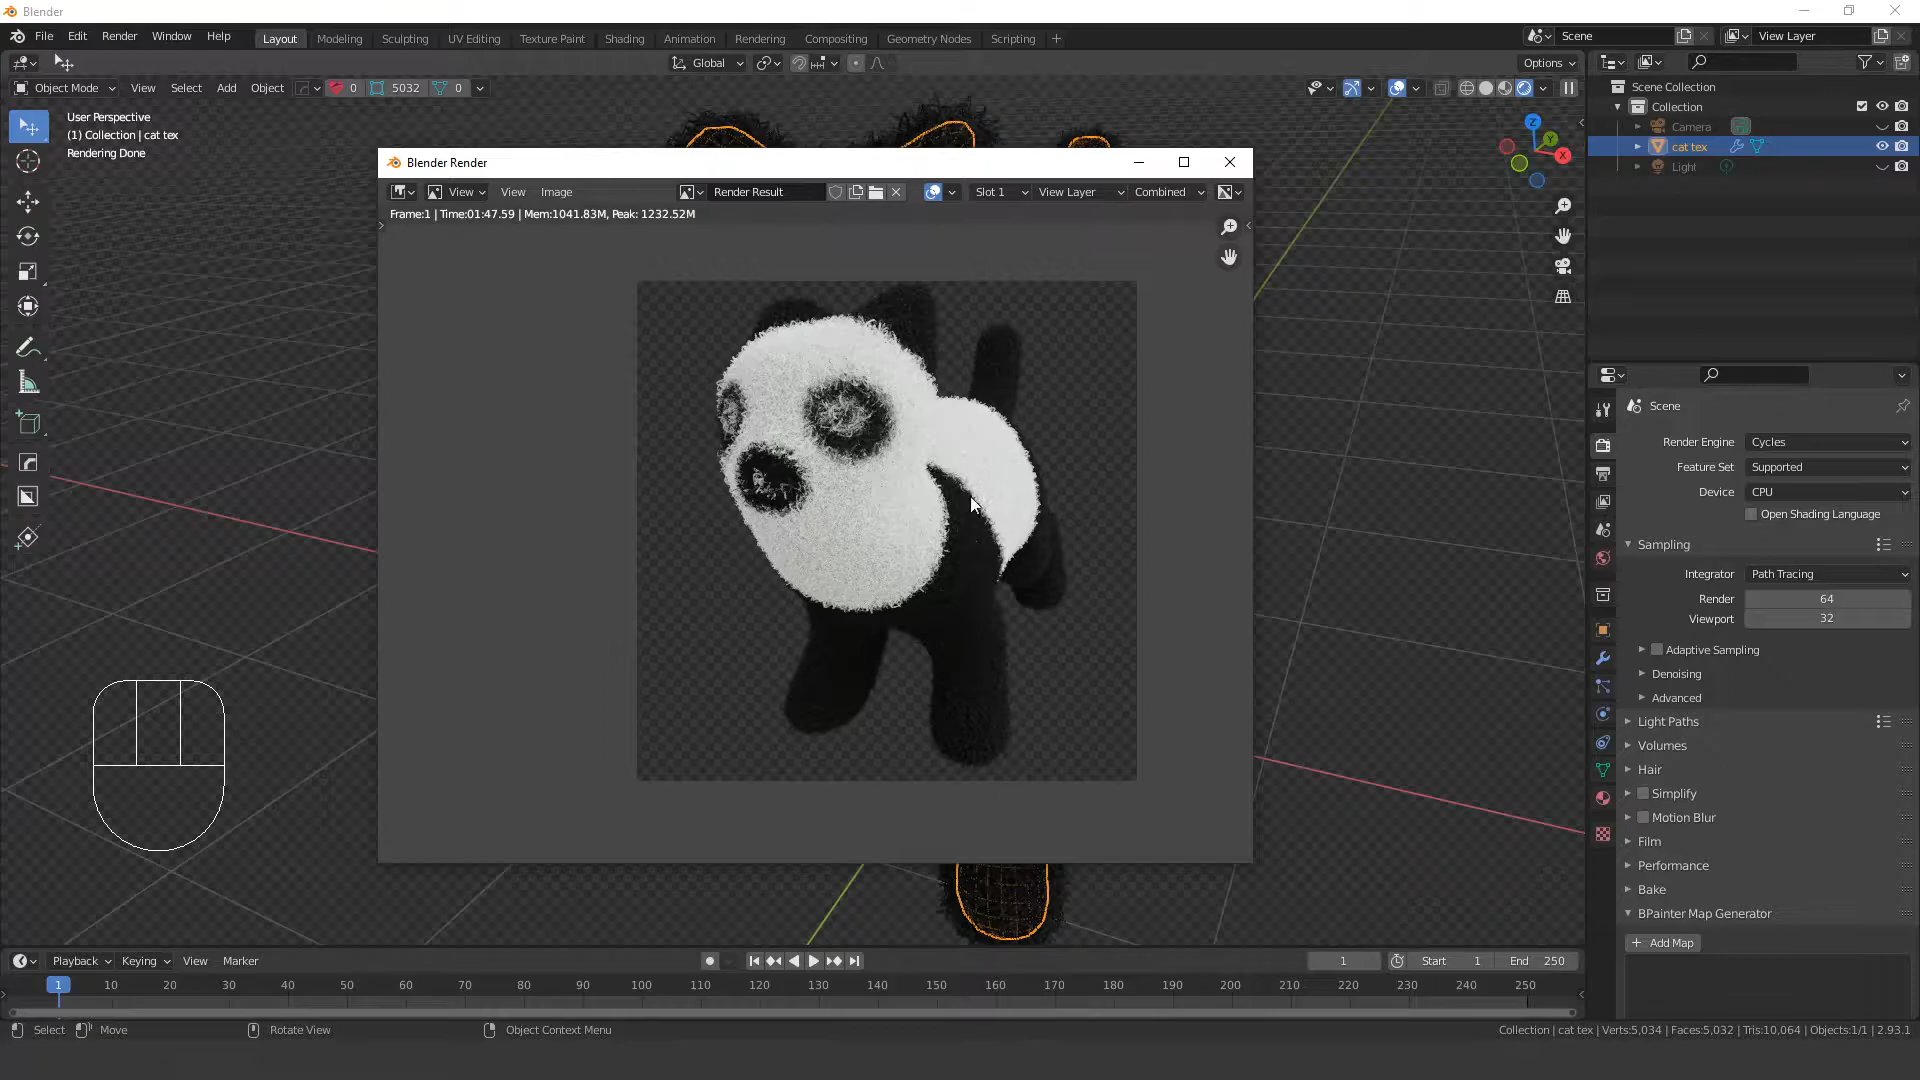 Blender
File Edit Render Window Help
Layout Modeling Sculpting UV Editing Texture Paint Shading Animation Rendering Compositing Geometry Nodes Scripting +
Scene View Layer
Global Options
Object Mode View Select Add Object 0 5032 0
User Perspective
(1) Collection | cat tex
Rendering Done
Z Y X
Scene Collection
Collection
Camera
cat tex
Light
Blender Render
View View Image Render Result Slot 1 View Layer Combined
Frame:1 | Time:01:47.59 | Mem:1041.83M, Peak: 1232.52M
Scene
Render Engine Cycles
Feature Set Supported
Device CPU
Open Shading Language
Sampling
Integrator Path Tracing
Render 64
Viewport 32
Adaptive Sampling
Denoising
Advanced
Light Paths
Volumes
Hair
Simplify
Motion Blur
Film
Performance
Bake
BPainter Map Generator
+ Add Map
Playback Keying View Marker 1 Start 1 End 250
1 10 20 30 40 50 60 70 80 90 100 110 120 130 140 150 160 170 180 190 200 210 220 230 240 250
Select Move Rotate View Object Context Menu
Collection | cat tex | Verts:5,034 | Faces:5,032 | Tris:10,064 | Objects:1/1 | 2.93.1